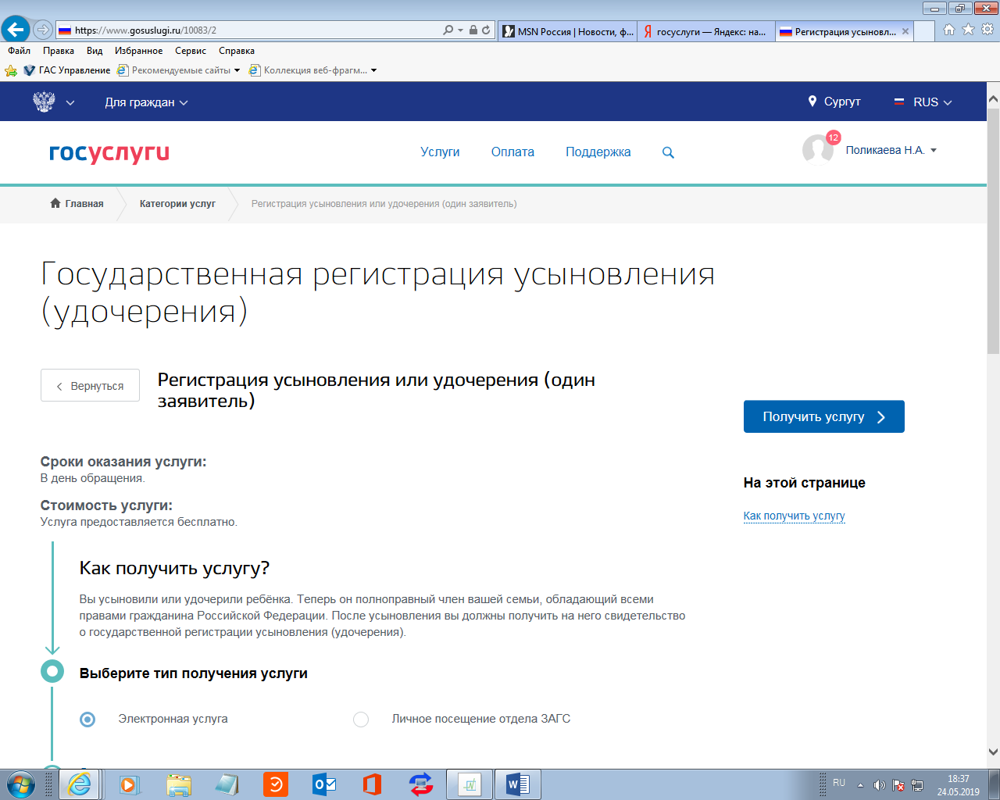 https://www.gosuslugi.ru/10083/2
MSN Россия | Новости, ф...
госуслуги — Яндекс: на...
Регистрация усыновл...
Файл Правка Вид Избранное Сервис Справка
ГАС Управление Рекомендуемые сайты Коллекция веб-фрагм...
Для граждан Сургут RUS
госуслуги Услуги Оплата Поддержка 12 Поликаева Н.А.
Главная Категории услуг Регистрация усыновления или удочерения (один заявитель)
Государственная регистрация усыновления
(удочерения)
Вернуться
Регистрация усыновления или удочерения (один
заявитель)
Получить услугу
Сроки оказания услуги:
В день обращения.
Стоимость услуги:
Услуга предоставляется бесплатно.
На этой странице
Как получить услугу
Как получить услугу?
Вы усыновили или удочерили ребёнка. Теперь он полноправный член вашей семьи, обладающий всеми
правами гражданина Российской Федерации. После усыновления вы должны получить на него свидетельство
о государственной регистрации усыновления (удочерения).
Выберите тип получения услуги
Электронная услуга Личное посещение отдела ЗАГС
RU 18:37
24.05.2019